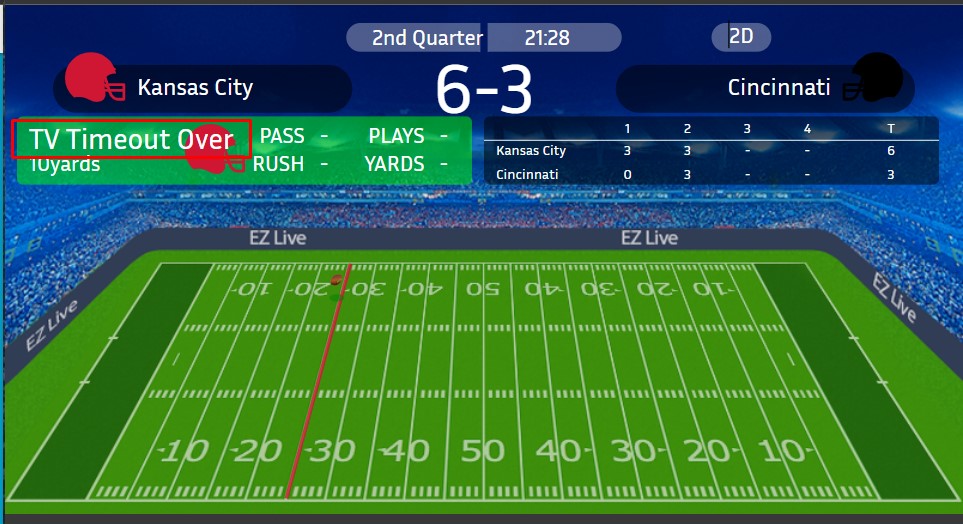 2nd Quarter 21:28 2D
Kansas City 6-3 Cincinnati
TV Timeout Over PASS - PLAYS -
10yards RUSH - YARDS -
1 2 3 4 T
Kansas City 3 3 - - 6
Cincinnati 0 3 - - 3
EZ Live EZ Live
EZ Live EZ Live
10 20 30 40 50 40 30 20 10
10 20 30 40 50 40 30 20 10